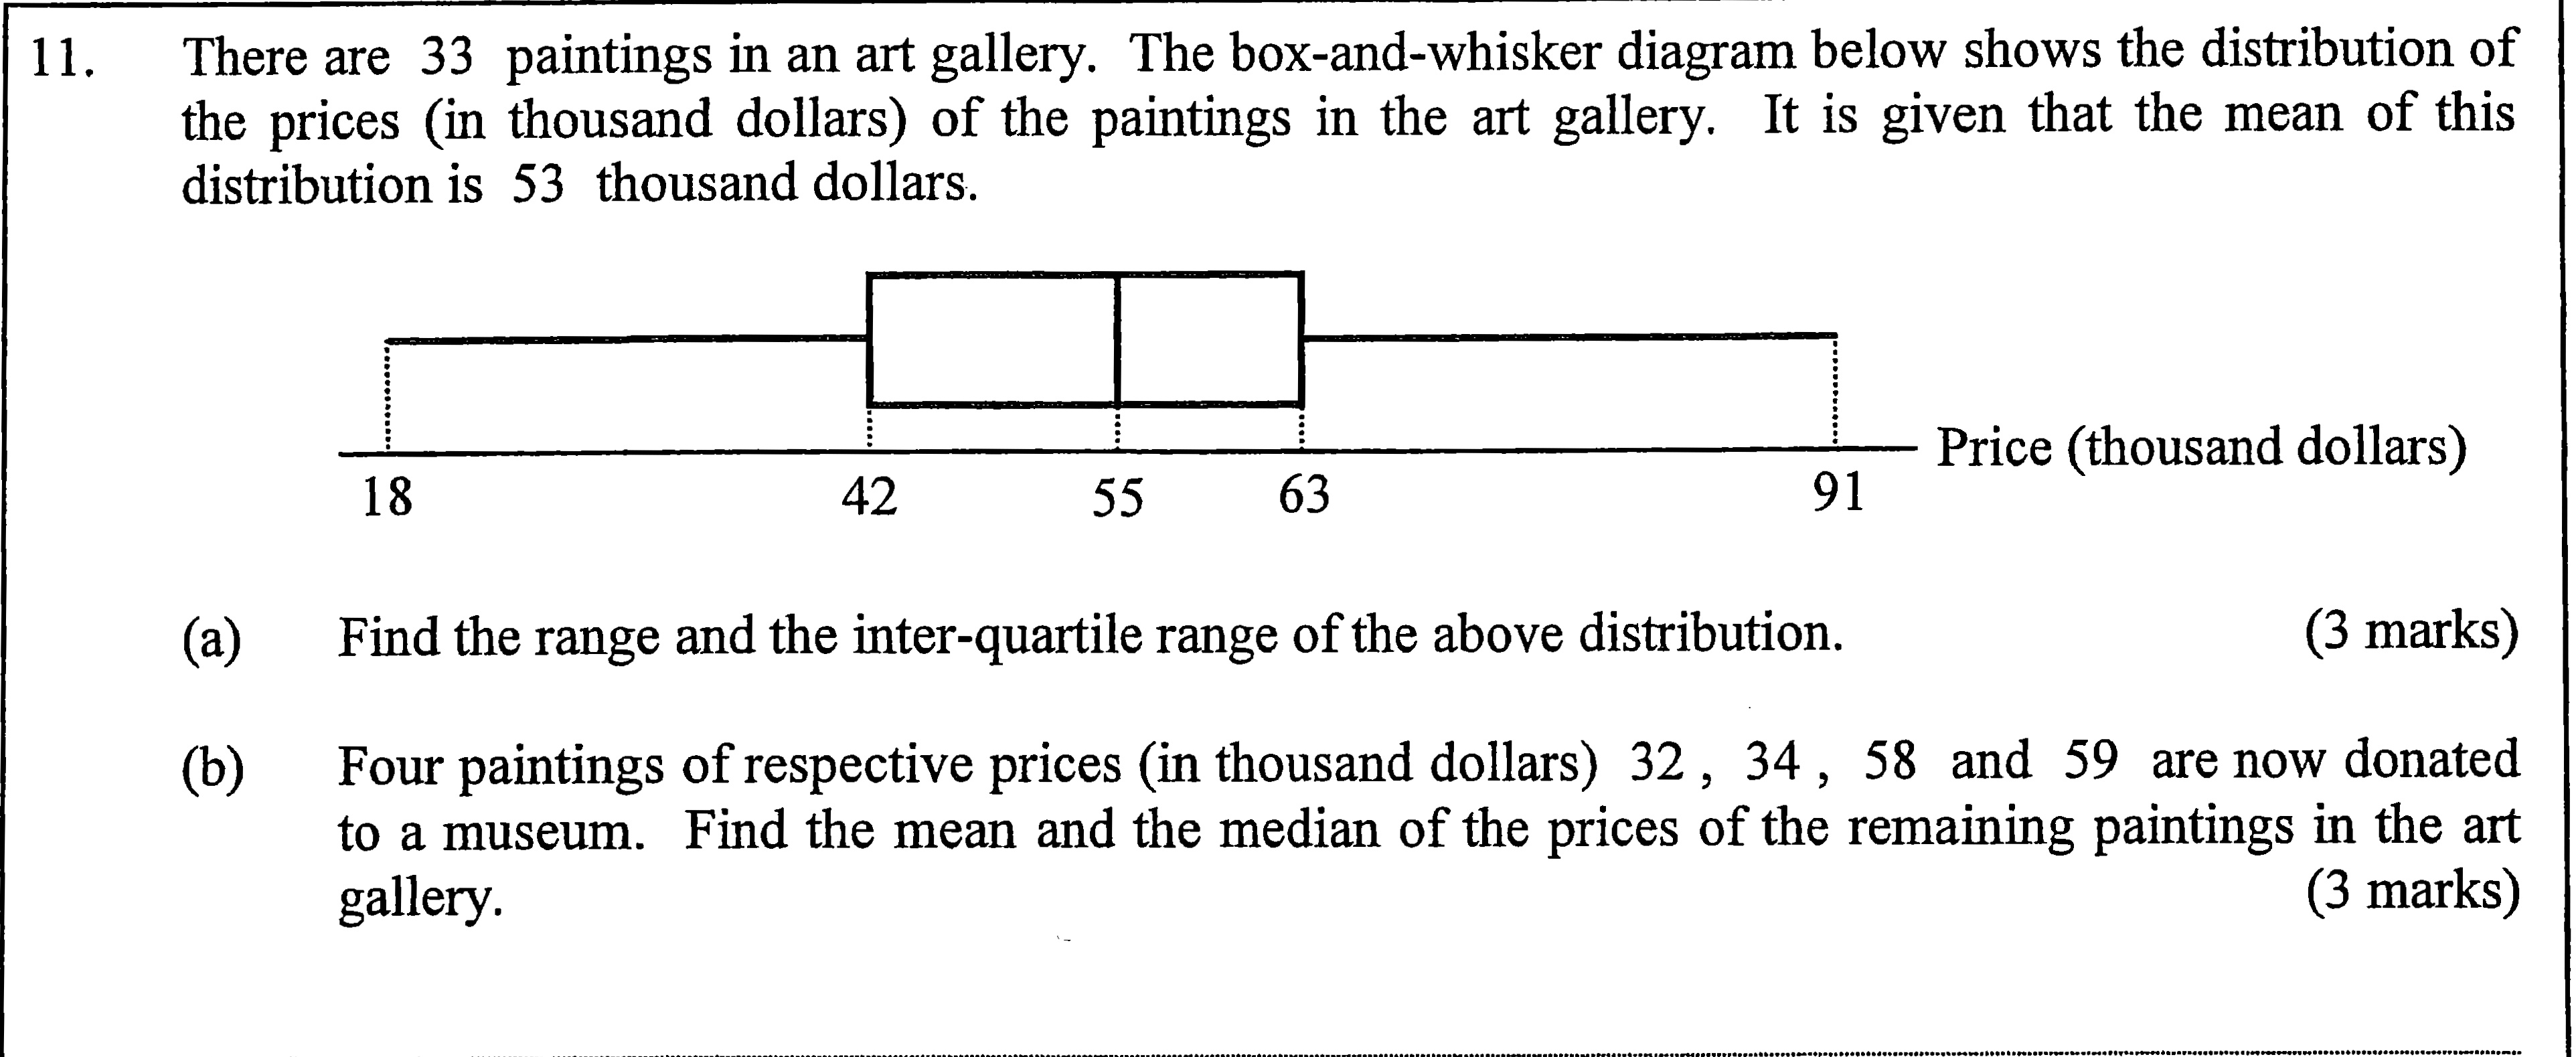 11. There are 33 paintings in an art gallery. The box-and-whisker diagram below shows the distribution of
the prices (in thousand dollars) of the paintings in the art gallery. It is given that the mean of this
distribution is 53 thousand dollars.
Price (thousand dollars)
18 42 55 63 91
(a) Find the range and the inter-quartile range of the above distribution. (3 marks)
(b) Four paintings of respective prices (in thousand dollars) 32 , 34 , 58 and 59 are now donated
to a museum. Find the mean and the median of the prices of the remaining paintings in the art
gallery. (3 marks)